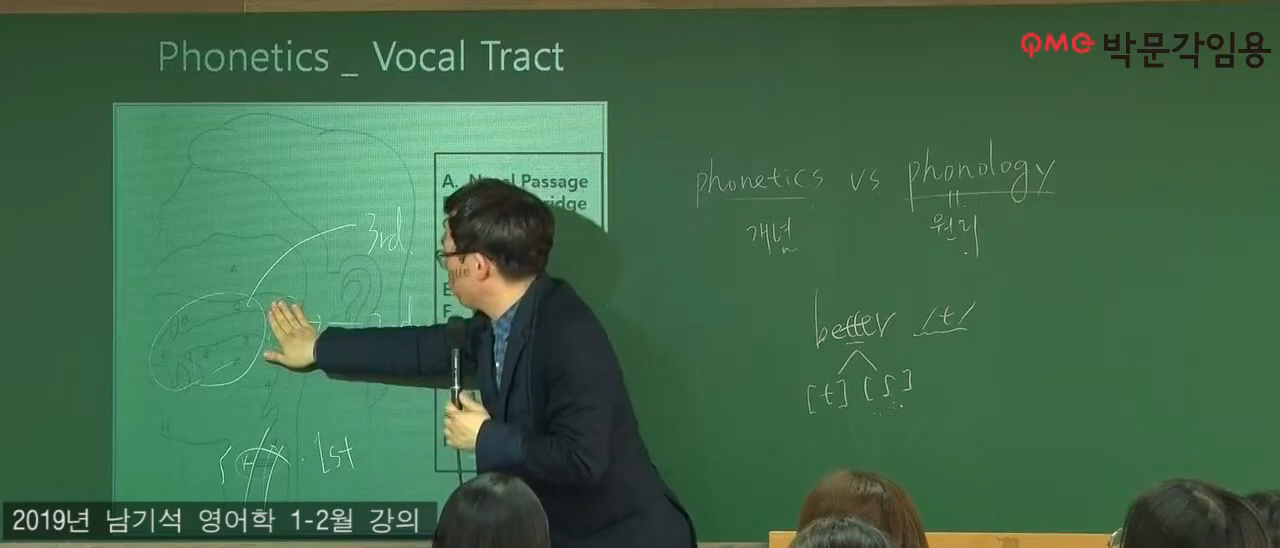 Phonetics _ Vocal Tract
PMG 박문각임용
A. Nasal Passage
3rd.
1st
phonetics vs phonology
개념
원리
better /t/
[t] [ɾ]
2019년 남기석 영어학 1-2월 강의